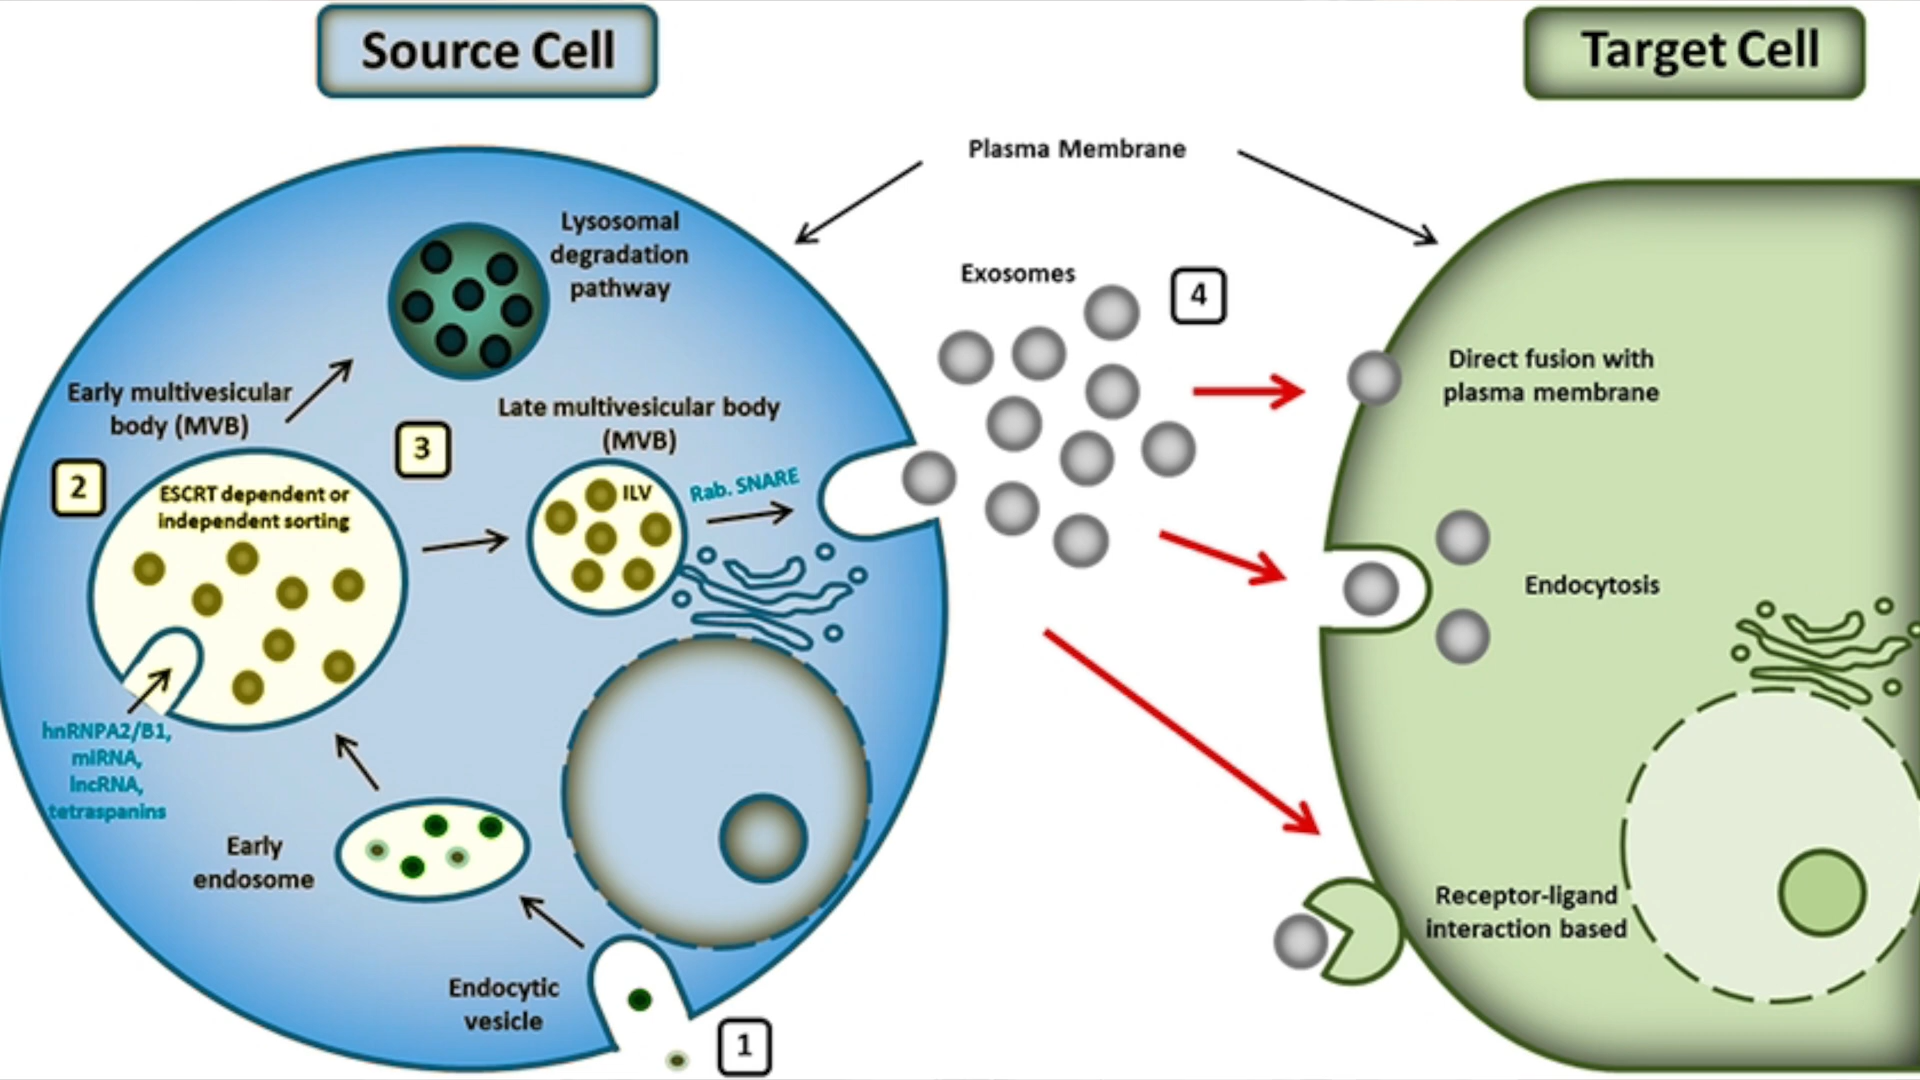 Source Cell
Target Cell
Plasma Membrane
Lysosomal
degradation
pathway
Exosomes
4
Early multivesicular
body (MVB)
3
Late multivesicular body
(MVB)
Direct fusion with
plasma membrane
2
ESCRT dependent or
independent sorting
ILV
Rab. SNARE
Endocytosis
hnRNPA2/B1,
miRNA,
lncRNA,
tetraspanins
Early
endosome
Receptor-ligand
interaction based
Endocytic
vesicle
1